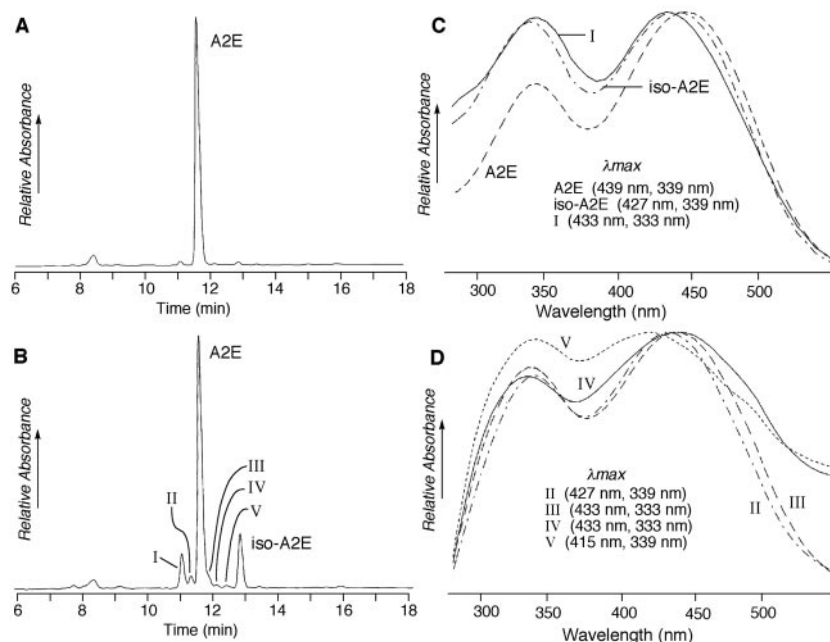 A
A2E
Relative Absorbance
6 8 10 11 12 14 16 18
Time (min)
B
A2E
Relative Absorbance
I
II
III
IV
V
iso-A2E
6 8 10 11 12 14 16 18
Time (min)
C
I
iso-A2E
A2E
Relative Absorbance
λmax
A2E (439 nm, 339 nm)
iso-A2E (427 nm, 339 nm)
I (433 nm, 333 nm)
300 350 400 450 500
Wavelength (nm)
D
V
IV
Relative Absorbance
λmax
II (427 nm, 339 nm)
III (433 nm, 333 nm)
IV (433 nm, 333 nm)
V (415 nm, 339 nm)
II
III
300 350 400 450 500
Wavelength (nm)